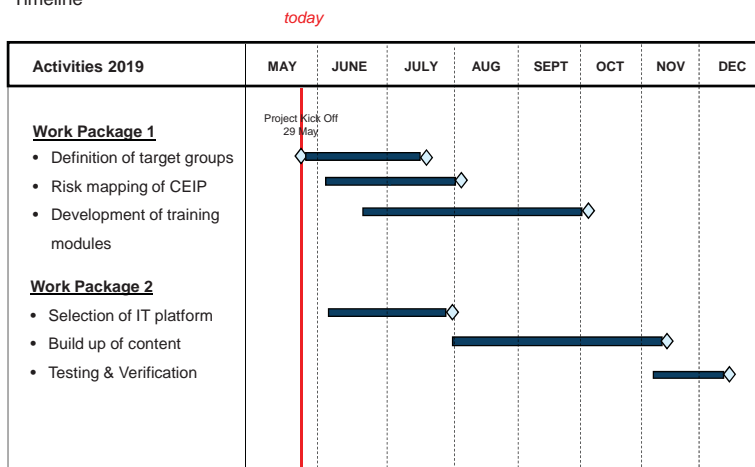 Timeline
today
Activities 2019 MAY JUNE JULY AUG SEPT OCT NOV DEC
Project Kick Off
29 May
Work Package 1
• Definition of target groups
• Risk mapping of CEIP
• Development of training
modules
Work Package 2
• Selection of IT platform
• Build up of content
• Testing & Verification